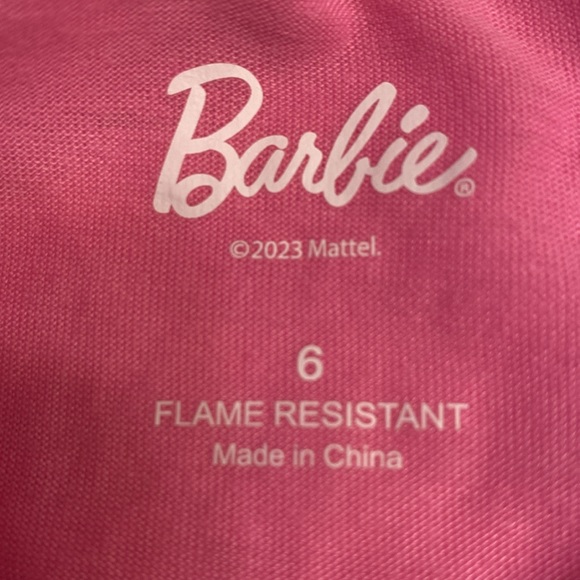 Barbie®
©2023 Mattel.
6
FLAME RESISTANT
Made in China